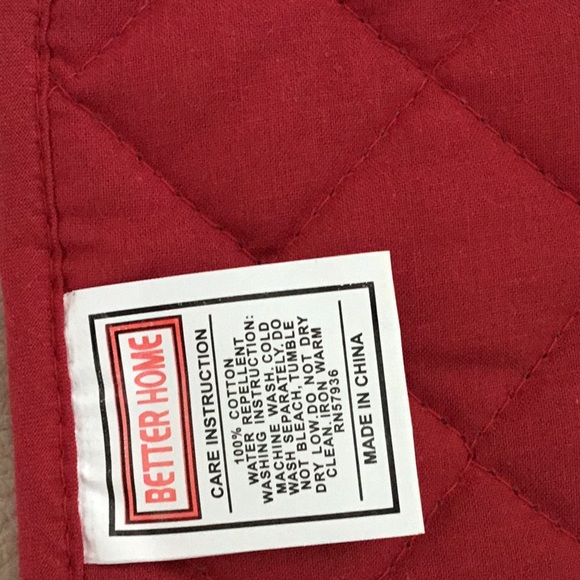 BETTER HOME
CARE INSTRUCTION
100% COTTON
WATER REPELLENT
WASHING INSTRUCTION:
MACHINE WASH. COLD
WASH SEPARATELY. DO
NOT BLEACH, TUMBLE
DRY LOW. DO NOT DRY
CLEAN. IRON WARM
RN57936
MADE IN CHINA